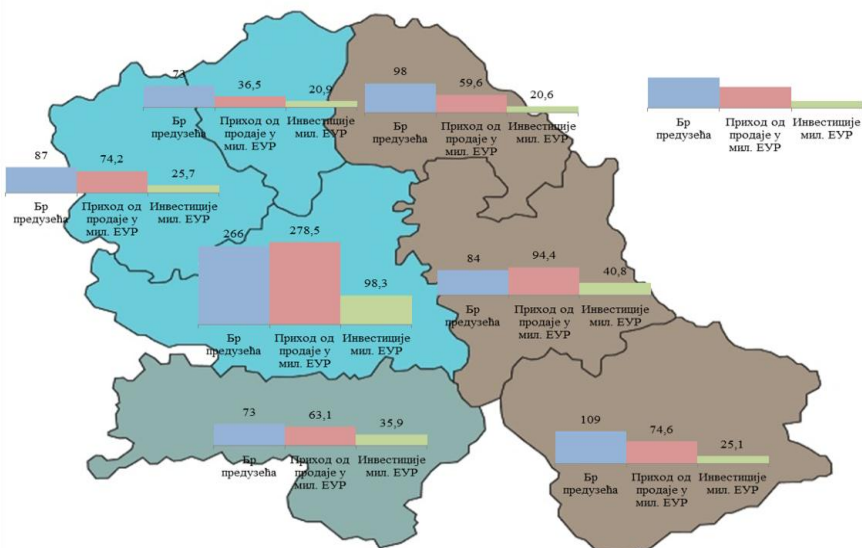 73
36,5
20,9
Бр
предузећа
Приход од
продаје у
мил. ЕУР
Инвестиције
мил. ЕУР
98
59,6
20,6
Бр
предузећа
Приход од
продаје у
мил. ЕУР
Инвестиције
мил. ЕУР
Бр
предузећа
Приход од
продаје у
мил. ЕУР
Инвестиције
мил. ЕУР
87
74,2
25,7
Бр
предузећа
Приход од
продаје у
мил. ЕУР
Инвестиције
мил. ЕУР
266
278,5
98,3
Бр
предузећа
Приход од
продаје у
мил. ЕУР
Инвестиције
мил. ЕУР
84
94,4
40,8
Бр
предузећа
Приход од
продаје у
мил. ЕУР
Инвестиције
мил. ЕУР
73
63,1
35,9
Бр
предузећа
Приход од
продаје у
мил. ЕУР
Инвестиције
мил. ЕУР
109
74,6
25,1
Бр
предузећа
Приход од
продаје у
мил. ЕУР
Инвестиције
мил. ЕУР